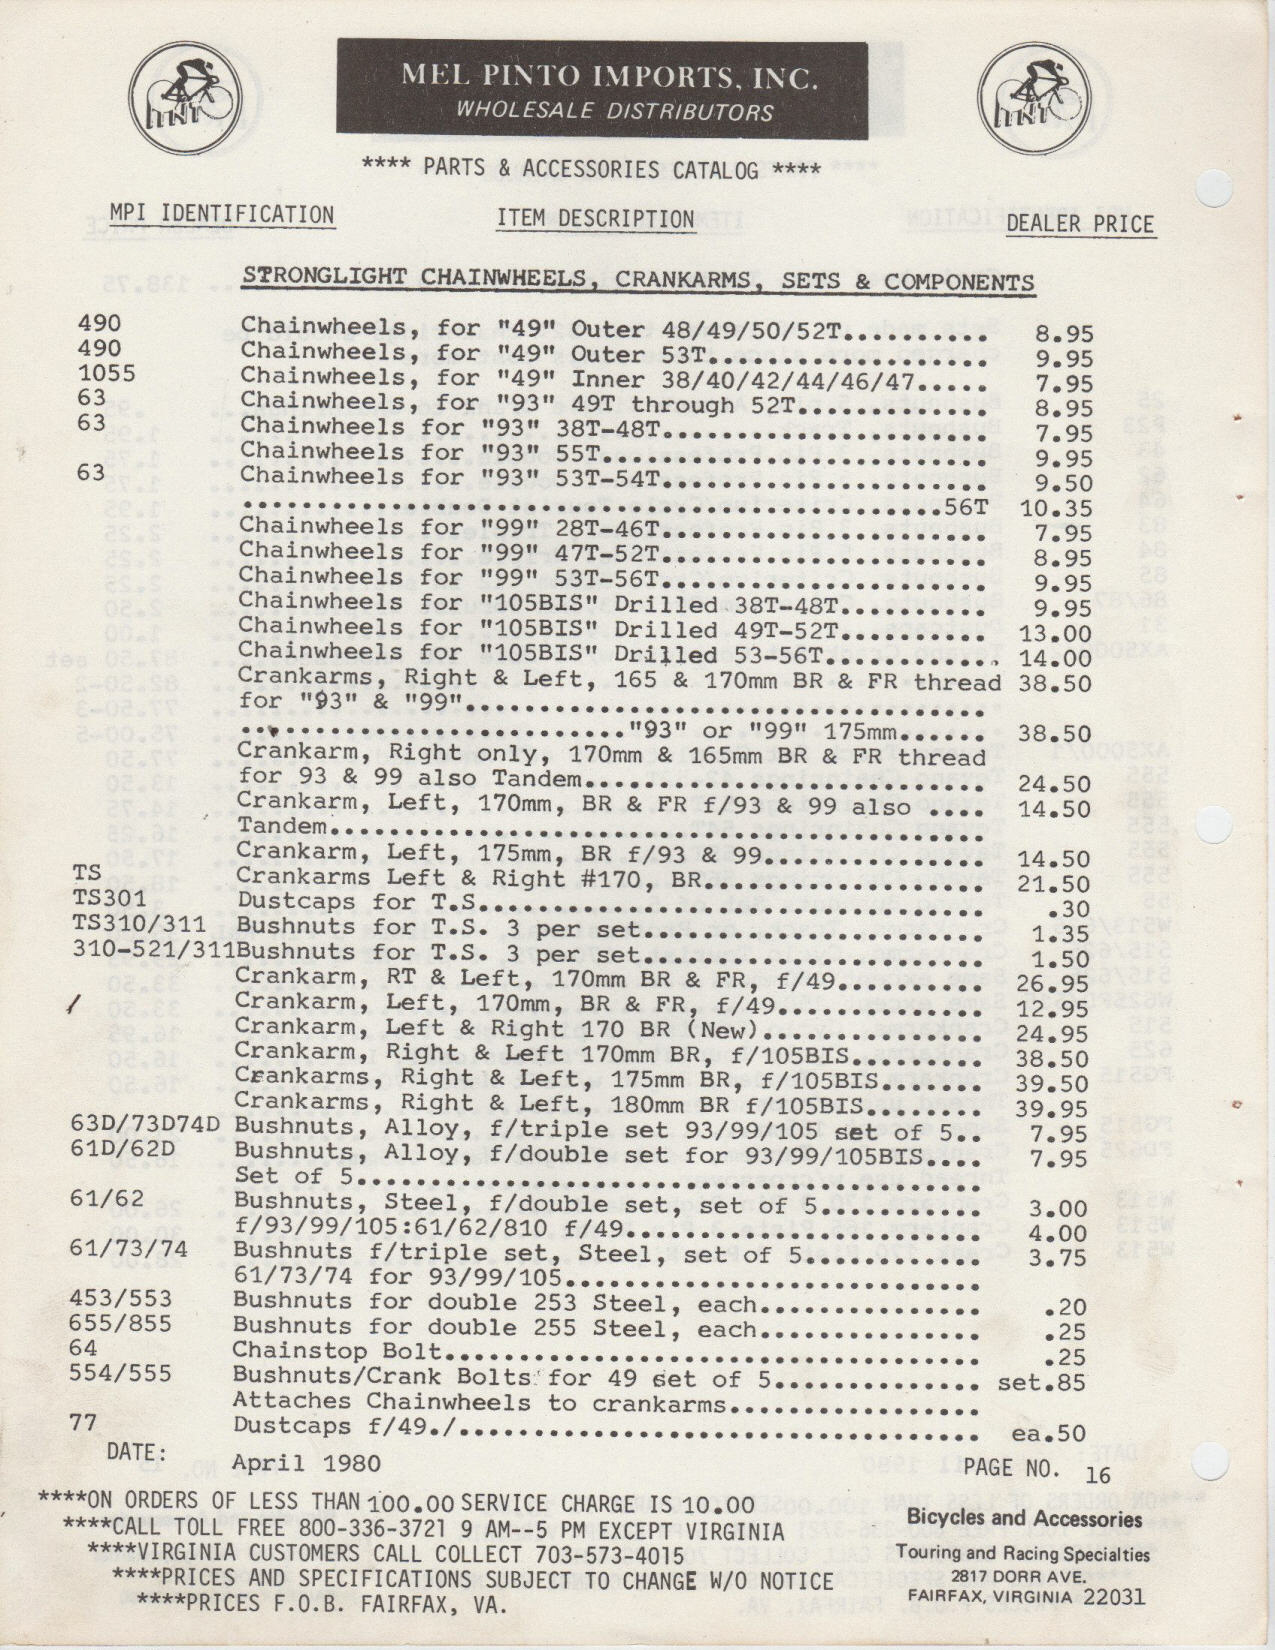 MEL PINTO IMPORTS, INC.
WHOLESALE DISTRIBUTORS
**** PARTS & ACCESSORIES CATALOG ****
MPI IDENTIFICATION ITEM DESCRIPTION DEALER PRICE
STRONGLIGHT CHAINWHEELS, CRANKARMS, SETS & COMPONENTS
490 Chainwheels, for "49" Outer 48/49/50/52T.......... 8.95
490 Chainwheels, for "49" Outer 53T................... 9.95
1055 Chainwheels, for "49" Inner 38/40/42/44/46/47..... 7.95
63 Chainwheels, for "93" 49T through 52T............. 8.95
63 Chainwheels for "93" 38T-48T...................... 7.95
Chainwheels for "93" 55T.......................... 9.95
63 Chainwheels for "93" 53T-54T...................... 9.50
................................................56T 10.35
Chainwheels for "99" 28T-46T...................... 7.95
Chainwheels for "99" 47T-52T...................... 8.95
Chainwheels for "99" 53T-56T...................... 9.95
Chainwheels for "105BIS" Drilled 38T-48T.......... 9.95
Chainwheels for "105BIS" Drilled 49T-52T.......... 13.00
Chainwheels for "105BIS" Drilled 53-56T............ 14.00
Crankarms, Right & Left, 165 & 170mm BR & FR thread 38.50
for "93" & "99"...................................
.........................."93" or "99" 175mm...... 38.50
Crankarm, Right only, 170mm & 165mm BR & FR thread
for 93 & 99 also Tandem........................... 24.50
Crankarm, Left, 170mm, BR & FR f/93 & 99 also .... 14.50
Tandem............................................
Crankarm, Left, 175mm, BR f/93 & 99............... 14.50
TS Crankarms Left & Right #170, BR................... 21.50
TS301 Dustcaps for T.S.................................. .30
TS310/311 Bushnuts for T.S. 3 per set....................... 1.35
310-521/311 Bushnuts for T.S. 3 per set....................... 1.50
Crankarm, RT & Left, 170mm BR & FR, f/49.......... 26.95
Crankarm, Left, 170mm, BR & FR, f/49.............. 12.95
Crankarm, Left & Right 170 BR (New)............... 24.95
Crankarm, Right & Left 170mm BR, f/105BIS......... 38.50
Crankarms, Right & Left, 175mm BR, f/105BIS....... 39.50
Crankarms, Right & Left, 180mm BR f/105BIS........ 39.95
63D/73D74D Bushnuts, Alloy, f/triple set 93/99/105 set of 5.. 7.95
61D/62D Bushnuts, Alloy, f/double set for 93/99/105BIS.... 7.95
Set of 5..........................................
61/62 Bushnuts, Steel, f/double set, set of 5........... 3.00
f/93/99/105:61/62/810 f/49........................ 4.00
61/73/74 Bushnuts f/triple set, Steel, set of 5............ 3.75
61/73/74 for 93/99/105............................
453/553 Bushnuts for double 253 Steel, each............... .20
655/855 Bushnuts for double 255 Steel, each............... .25
64 Chainstop Bolt..................................... .25
554/555 Bushnuts/Crank Bolts for 49 set of 5.............. set.85
Attaches Chainwheels to crankarms.................
77 Dustcaps f/49./................................... ea.50
DATE: April 1980 PAGE NO. 16
****ON ORDERS OF LESS THAN 100.00 SERVICE CHARGE IS 10.00
****CALL TOLL FREE 800-336-3721 9 AM--5 PM EXCEPT VIRGINIA
****VIRGINIA CUSTOMERS CALL COLLECT 703-573-4015
****PRICES AND SPECIFICATIONS SUBJECT TO CHANGE W/O NOTICE
****PRICES F.O.B. FAIRFAX, VA.
Bicycles and Accessories
Touring and Racing Specialties
2817 DORR AVE.
FAIRFAX, VIRGINIA 22031